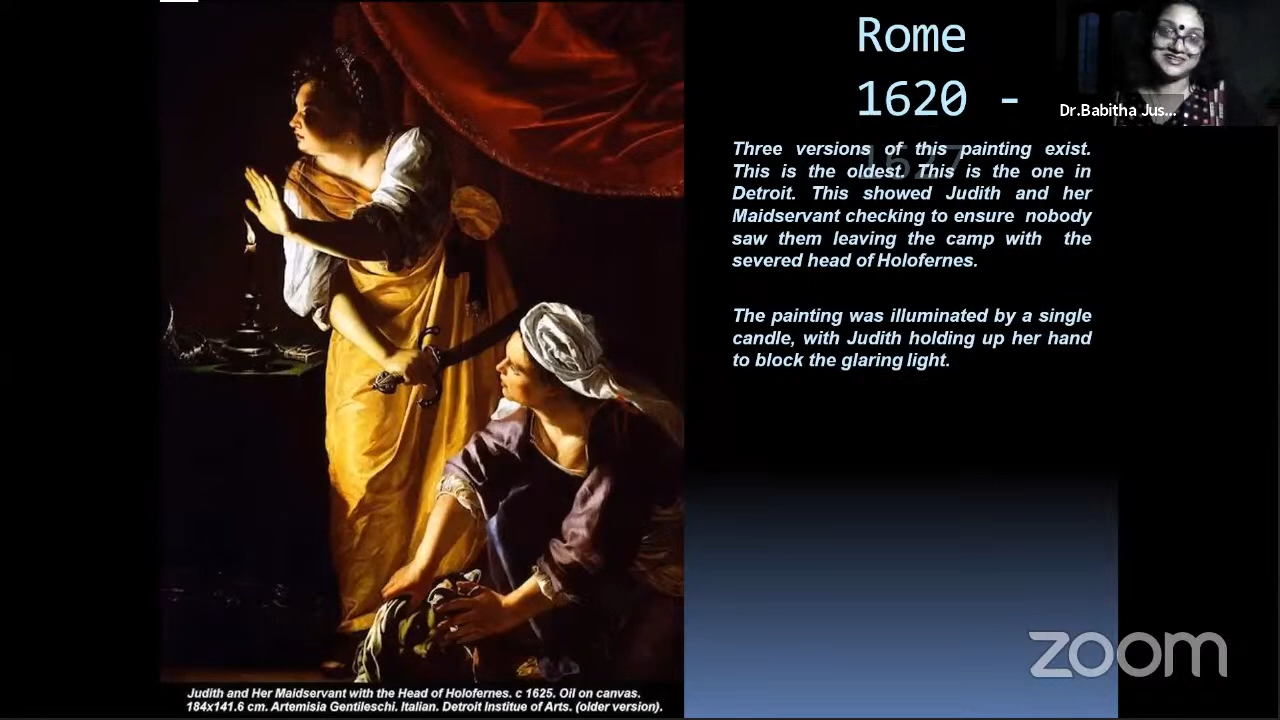 Rome
1620 -
1627
Dr.Babitha Jus...
Three versions of this painting exist.
This is the oldest. This is the one in
Detroit. This showed Judith and her
Maidservant checking to ensure nobody
saw them leaving the camp with the
severed head of Holofernes.
The painting was illuminated by a single
candle, with Judith holding up her hand
to block the glaring light.
Judith and Her Maidservant with the Head of Holofernes. c 1625. Oil on canvas.
184x141.6 cm. Artemisia Gentileschi. Italian. Detroit Institue of Arts. (older version).
zoom